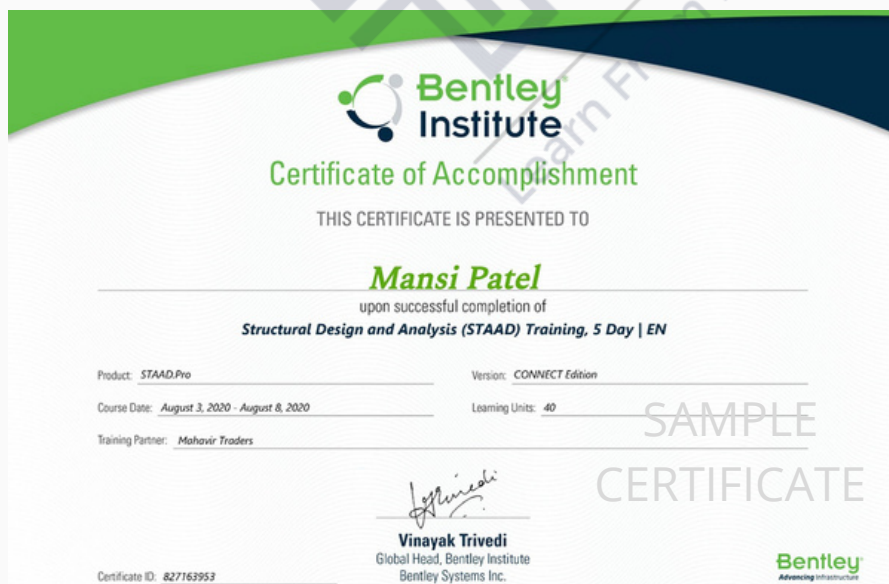 Learn Fr
Bentley
Institute
Certificate of Accomplishment
THIS CERTIFICATE IS PRESENTED TO
Mansi Patel
upon successful completion of
Structural Design and Analysis (STAAD) Training, 5 Day | EN
Product: STAAD.Pro
Version: CONNECT Edition
Course Date: August 3, 2020 - August 8, 2020
Learning Units: 40
Training Partner: Mahavir Traders
SAMPLE
CERTIFICATE
Vinayak Trivedi
Global Head, Bentley Institute
Bentley Systems Inc.
Certificate ID: 827163953
Bentley
Advancing Infrastructure